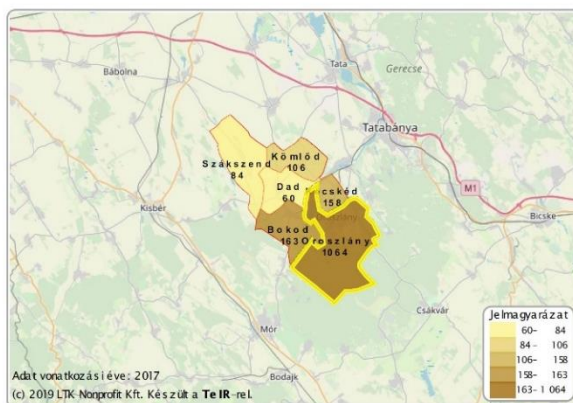 Bábolna
Tata
Gerecse
Tatabánya
Kömlőd
106
Szákszend
84
Dad
60
158
M1
Kisbér
Bicske
Bokod
163
Oroszlány
1064
Csákvár
Mór
Bodajk
Jelmagyarázat
60- 84
84- 106
106- 158
158- 163
163-1 064
Adat vonatkozási éve: 2017
(c) 2019 LTK Nonprofit Kft. Készült a TeIR-rel.